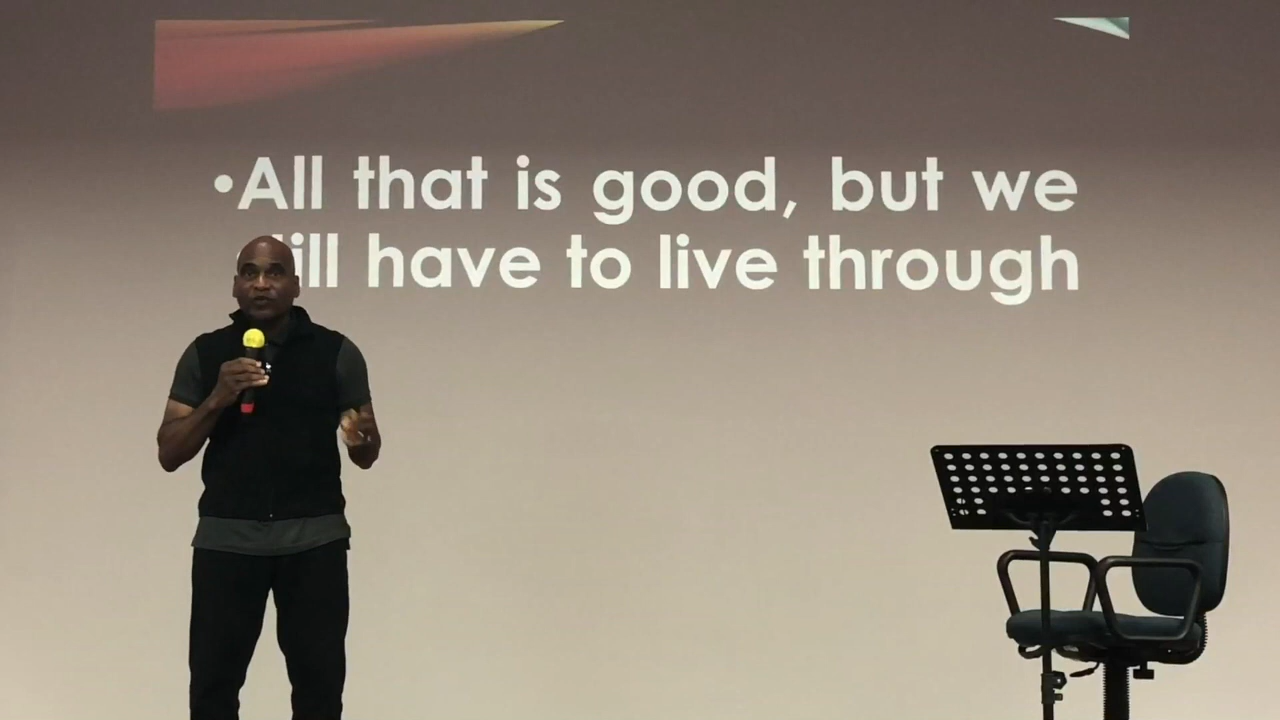 •All that is good, but we
have to live through